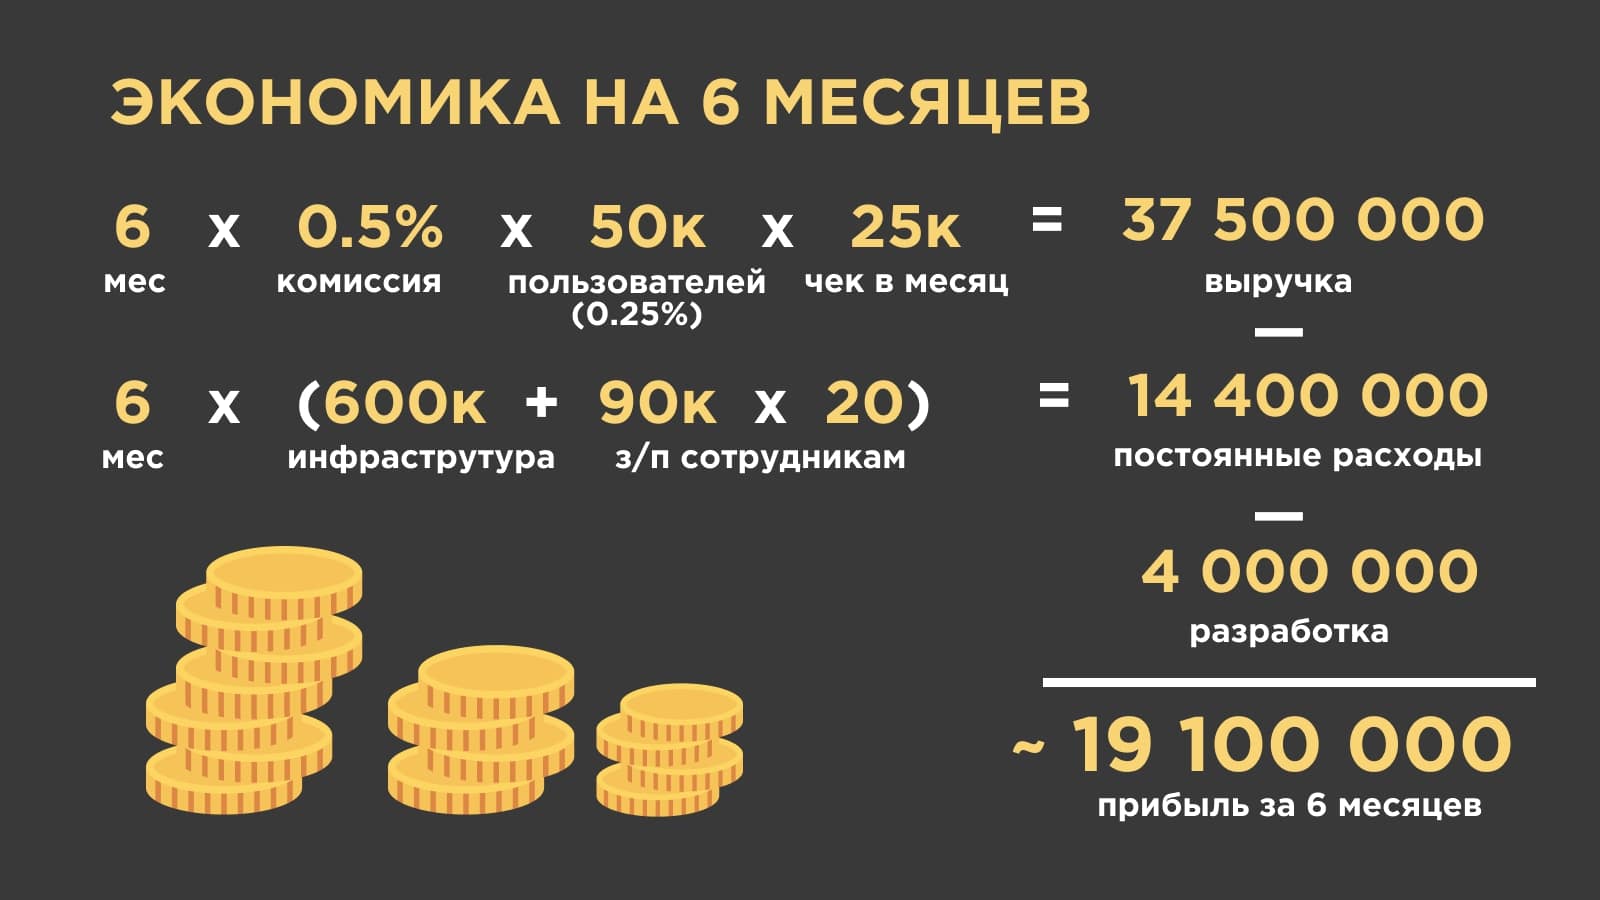 ЭКОНОМИКА НА 6 МЕСЯЦЕВ
6 x 0.5% x 50к x 25к = 37 500 000
мес комиссия пользователей чек в месяц выручка
(0.25%)
—
6 x (600к + 90к x 20) = 14 400 000
мес инфраструтура з/п сотрудникам постоянные расходы
—
4 000 000
разработка
~ 19 100 000
прибыль за 6 месяцев